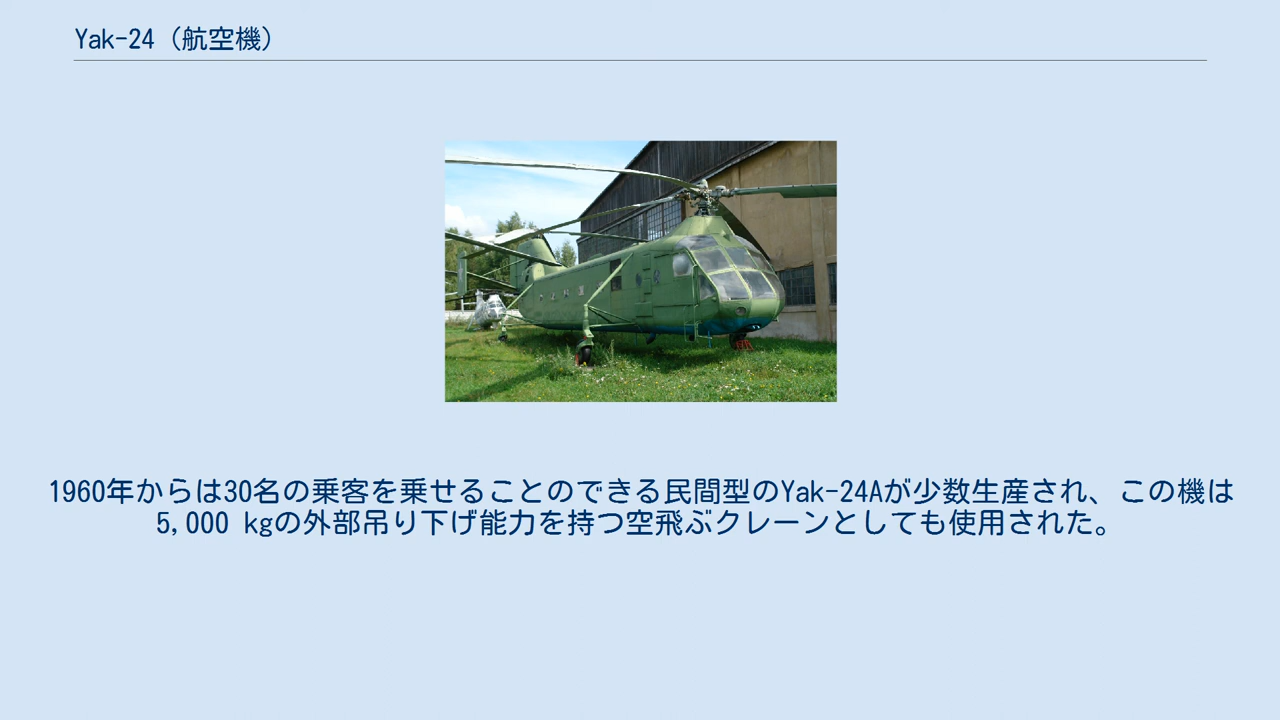 Yak-24（航空機）
1960年からは30名の乗客を乗せることのできる民間型のYak-24Aが少数生産され、この機は
5,000 kgの外部吊り下げ能力を持つ空飛ぶクレーンとしても使用された。